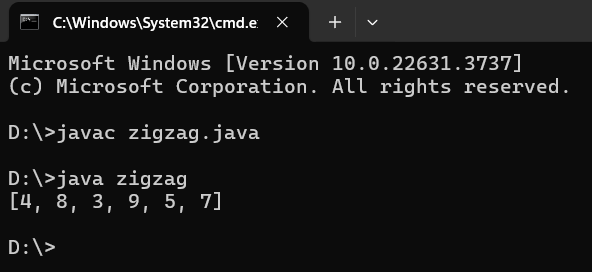 C:\Windows\System32\cmd.e
Microsoft Windows [Version 10.0.22631.3737]
(c) Microsoft Corporation. All rights reserved.
D:\>javac zigzag.java
D:\>java zigzag
[4, 8, 3, 9, 5, 7]
D:\>